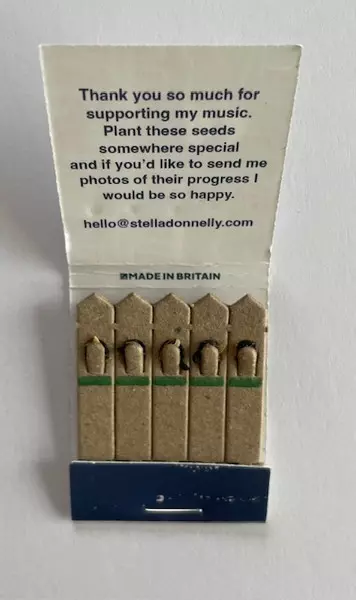 Thank you so much for
supporting my music.
Plant these seeds
somewhere special
and if you'd like to send me
photos of their progress I
would be so happy.
hello@stelladonnelly.com
MADE IN BRITAIN